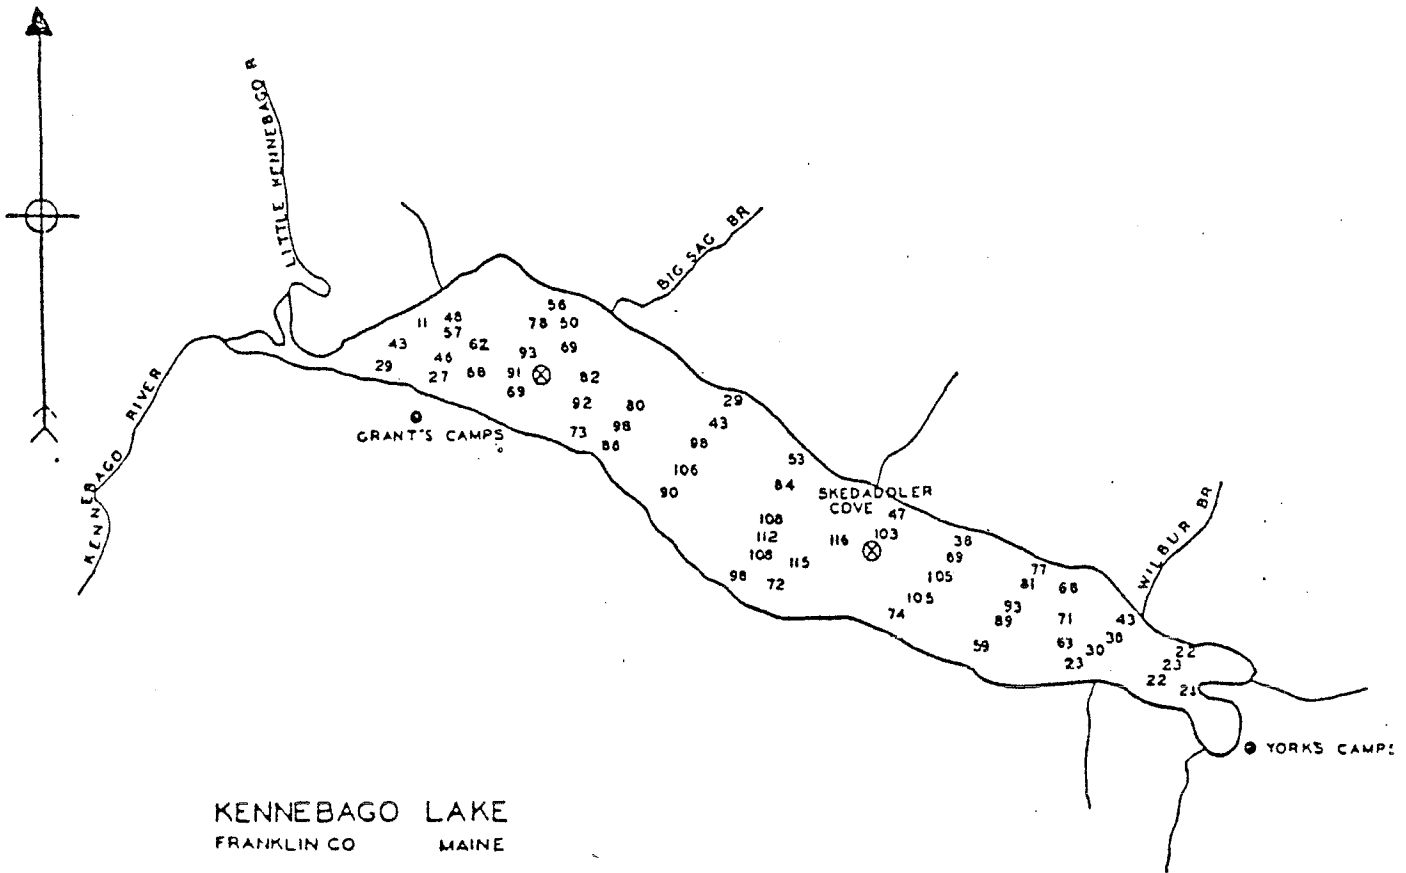 LITTLE KENNEBAGO R
BIG SAG BR
KENNEBAGO RIVER
56
11 48 78 50
57
43 62 93 69
46
29 27 68 91 82
69
92 80 29
73 98 43
GRANT'S CAMPS 86 98
53
106
90 84
SKEDADDLER
COVE
47
108
112 116 103 38
108 115 69
98 72 105 77
81 68
105 93
74 89 71 43
59 63 30 38 22
23 23
22 21
WILBUR BR
YORK'S CAMPS
KENNEBAGO LAKE
FRANKLIN CO MAINE